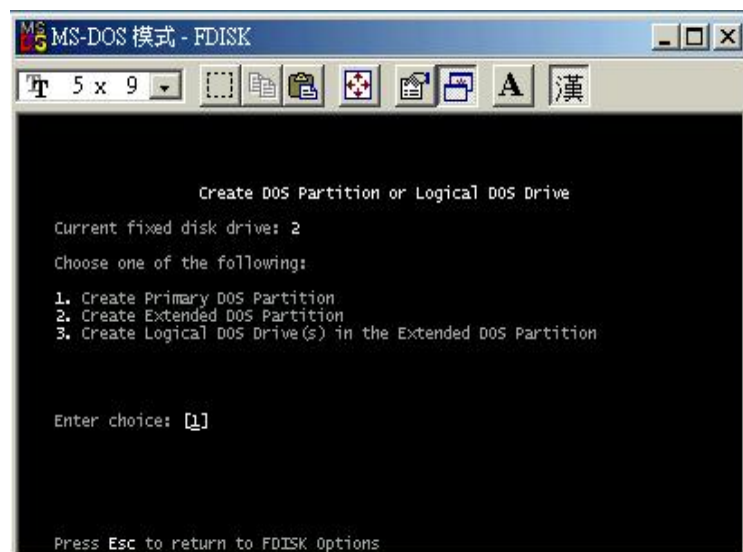 MS-DOS 模式 - FDISK
5 x 9
A
漢
Create DOS Partition or Logical DOS Drive
Current fixed disk drive: 2
Choose one of the following:
1. Create Primary DOS Partition
2. Create Extended DOS Partition
3. Create Logical DOS Drive(s) in the Extended DOS Partition
Enter choice: [1]
Press Esc to return to FDISK Options